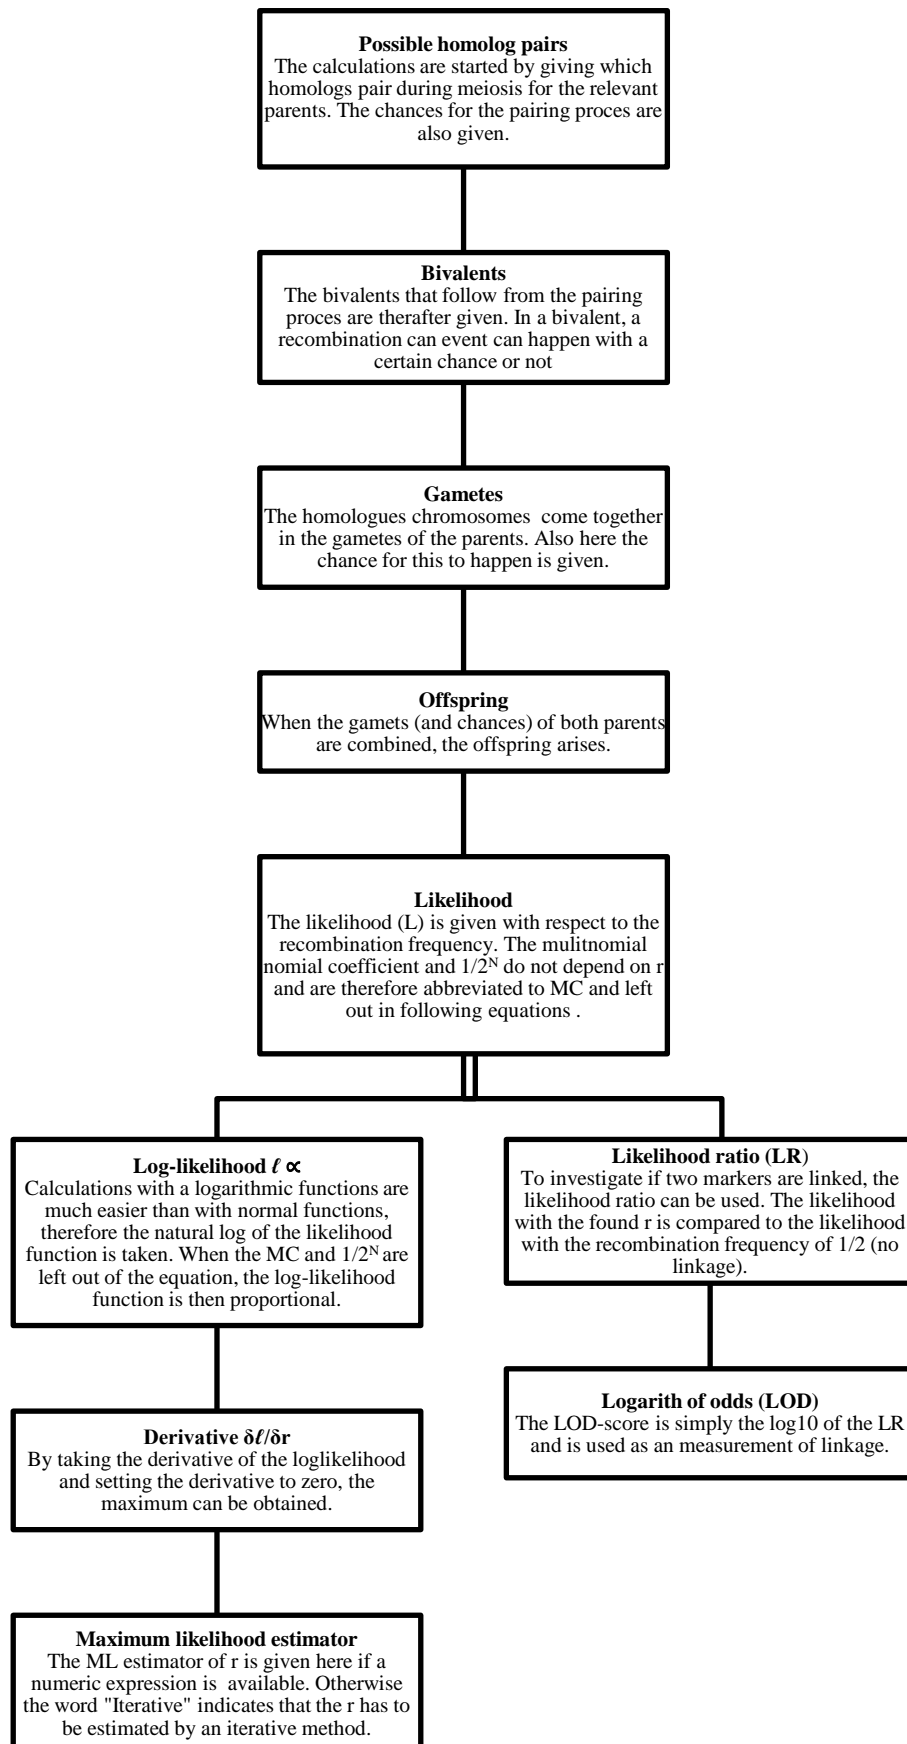 Possible homolog pairs
The calculations are started by giving which
homologs pair during meiosis for the relevant
parents. The chances for the pairing proces are
also given.
Bivalents
The bivalents that follow from the pairing
proces are therafter given. In a bivalent, a
recombination can event can happen with a
certain chance or not
Gametes
The homologues chromosomes come together
in the gametes of the parents. Also here the
chance for this to happen is given.
Offspring
When the gamets (and chances) of both parents
are combined, the offspring arises.
Likelihood
The likelihood (L) is given with respect to the
recombination frequency. The mulitnomial
nomial coefficient and 1/2ᴺ do not depend on r
and are therefore abbreviated to MC and left
out in following equations .
Log-likelihood ℓ ∝
Calculations with a logarithmic functions are
much easier than with normal functions,
therefore the natural log of the likelihood
function is taken. When the MC and 1/2ᴺ are
left out of the equation, the log-likelihood
function is then proportional.
Derivative δℓ/δr
By taking the derivative of the loglikelihood
and setting the derivative to zero, the
maximum can be obtained.
Maximum likelihood estimator
The ML estimator of r is given here if a
numeric expression is available. Otherwise
the word "Iterative" indicates that the r has to
be estimated by an iterative method.
Likelihood ratio (LR)
To investigate if two markers are linked, the
likelihood ratio can be used. The likelihood
with the found r is compared to the likelihood
with the recombination frequency of 1/2 (no
linkage).
Logarith of odds (LOD)
The LOD-score is simply the log10 of the LR
and is used as an measurement of linkage.